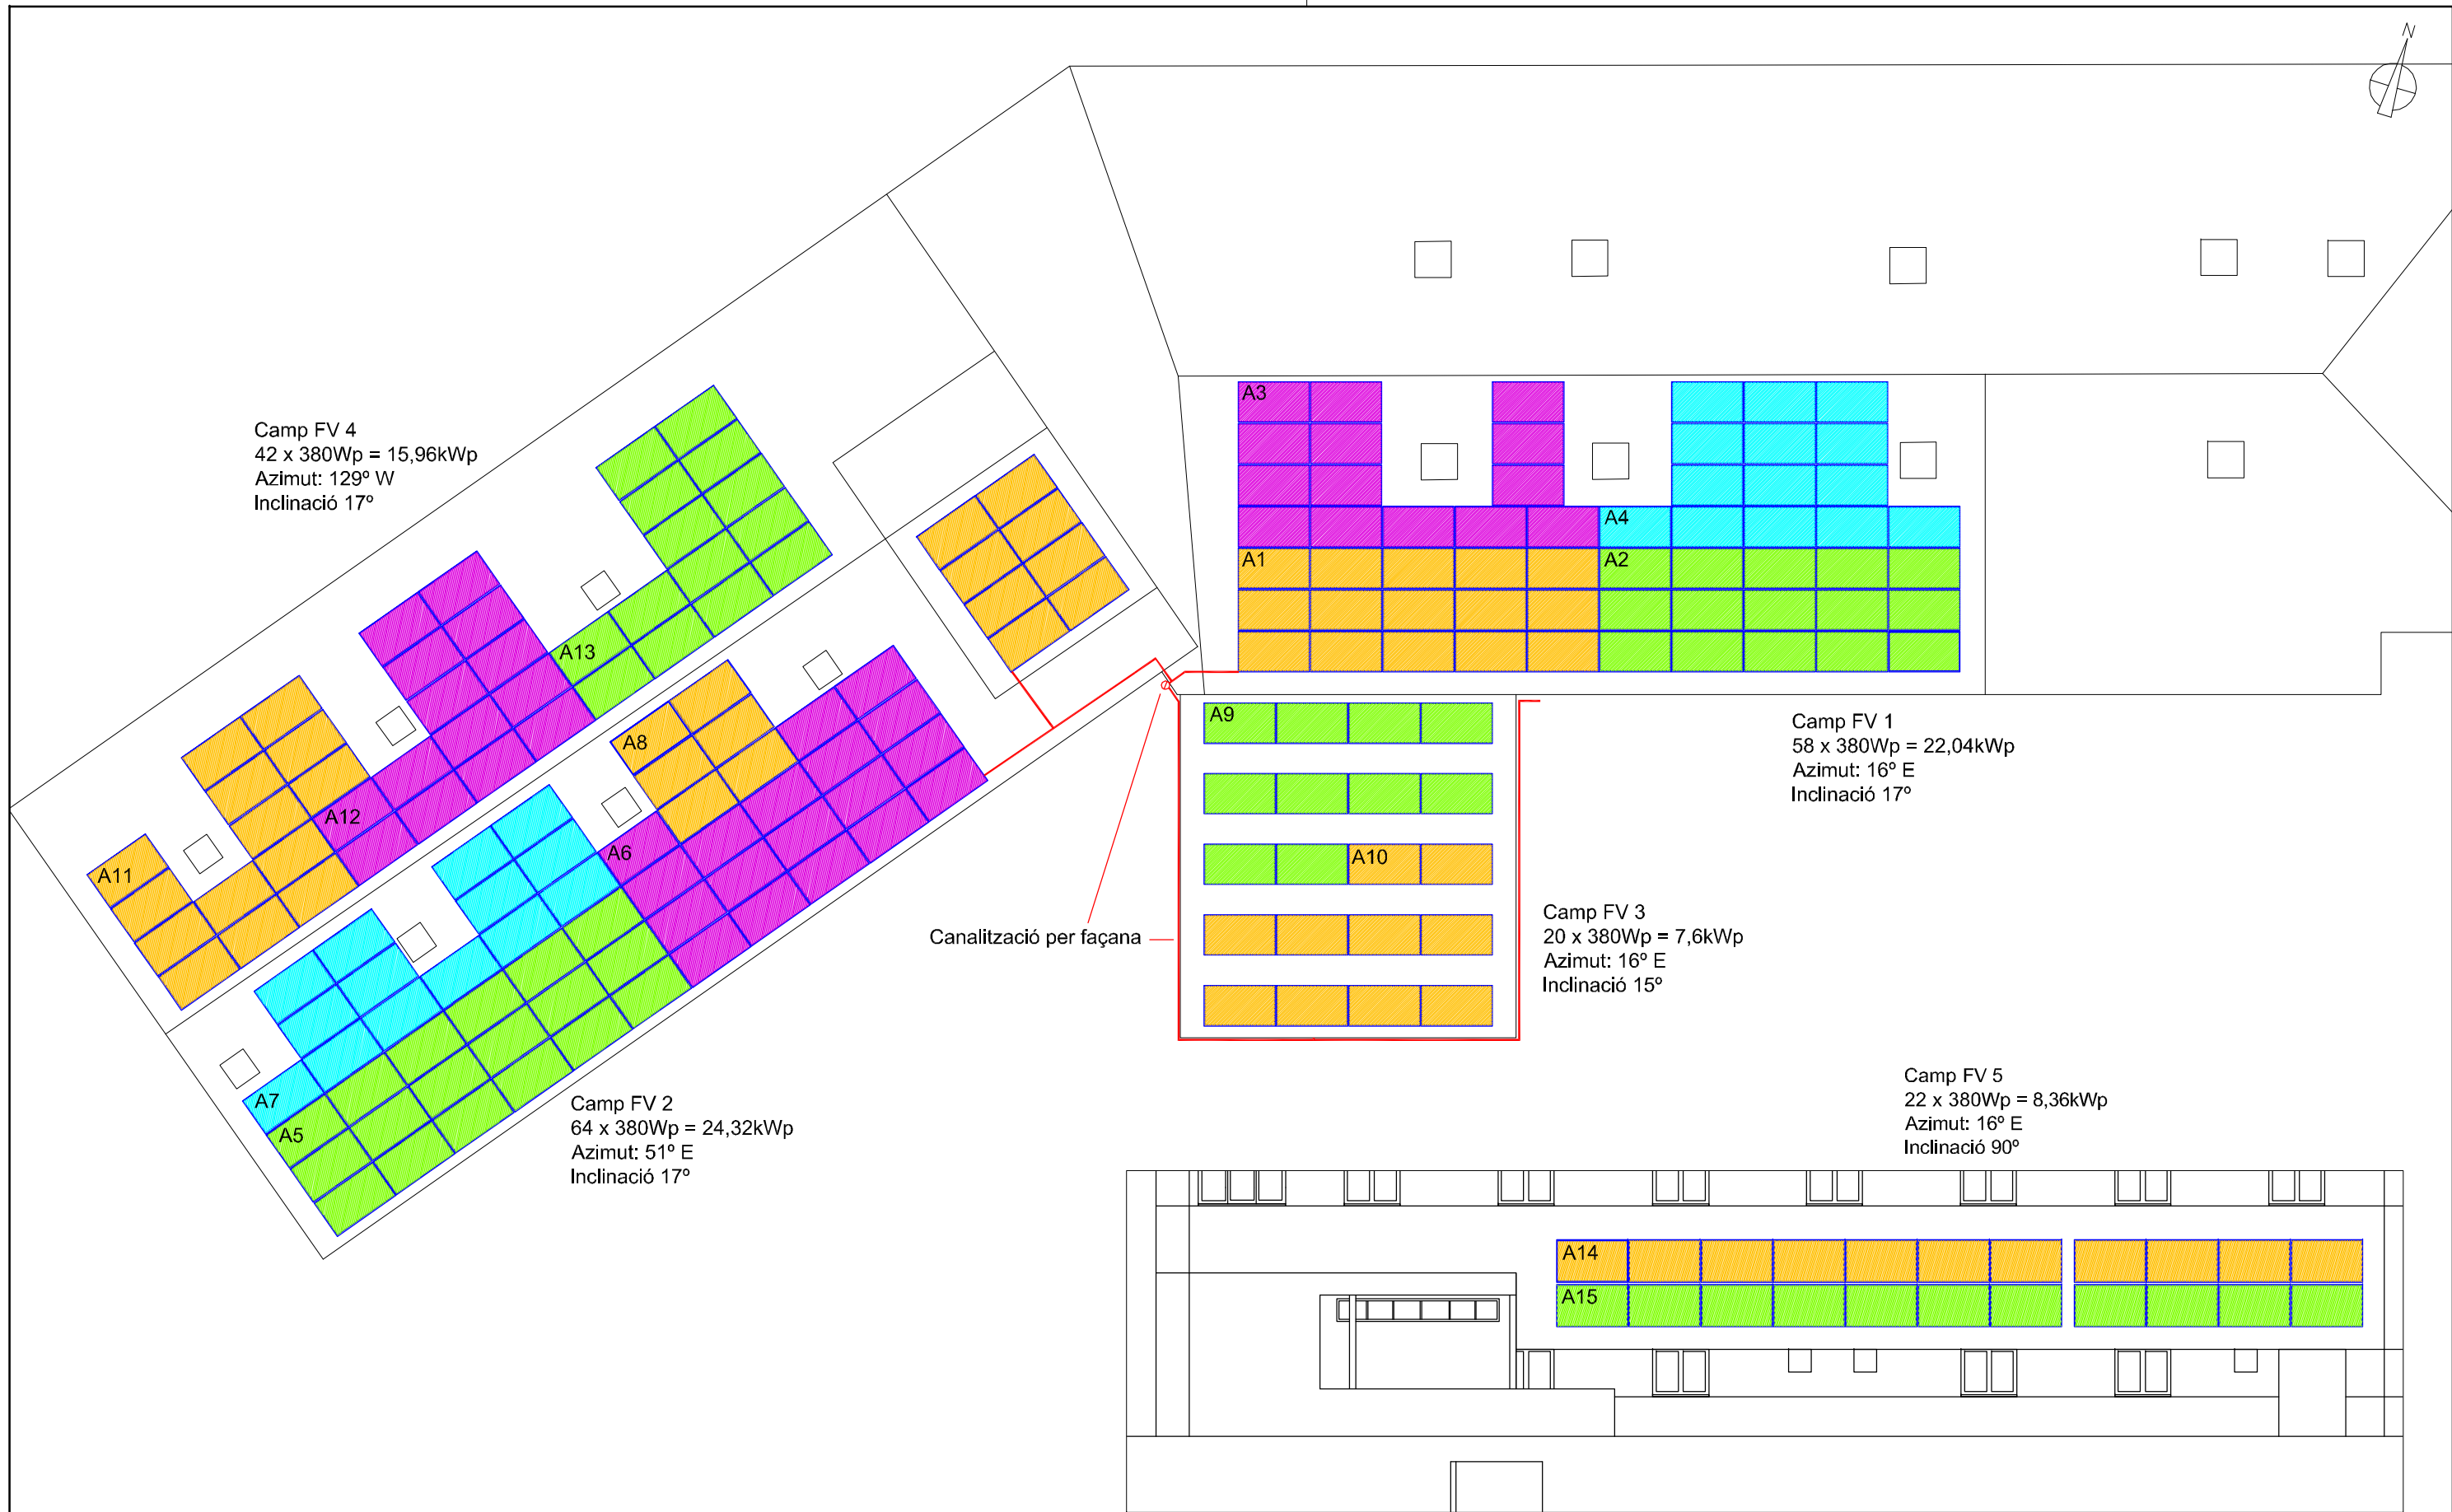 N
Camp FV 4
42 x 380Wp = 15,96kWp
Azimut: 129º W
Inclinació 17º
A3
A4
A1
A2
A13
A8
A12
A6
A11
A7
A5
A9
A10
Canalització per façana
Camp FV 1
58 x 380Wp = 22,04kWp
Azimut: 16º E
Inclinació 17º
Camp FV 3
20 x 380Wp = 7,6kWp
Azimut: 16º E
Inclinació 15º
Camp FV 2
64 x 380Wp = 24,32kWp
Azimut: 51º E
Inclinació 17º
Camp FV 5
22 x 380Wp = 8,36kWp
Azimut: 16º E
Inclinació 90º
A14
A15